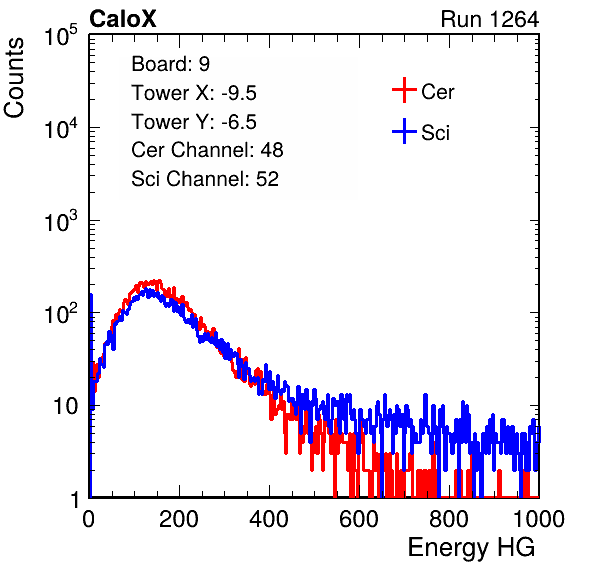 CaloX Run 1264
Counts
10^5
10^4
10^3
10^2
10
1
Board: 9
Tower X: -9.5
Tower Y: -6.5
Cer Channel: 48
Sci Channel: 52
Cer
Sci
0 200 400 600 800 1000
Energy HG